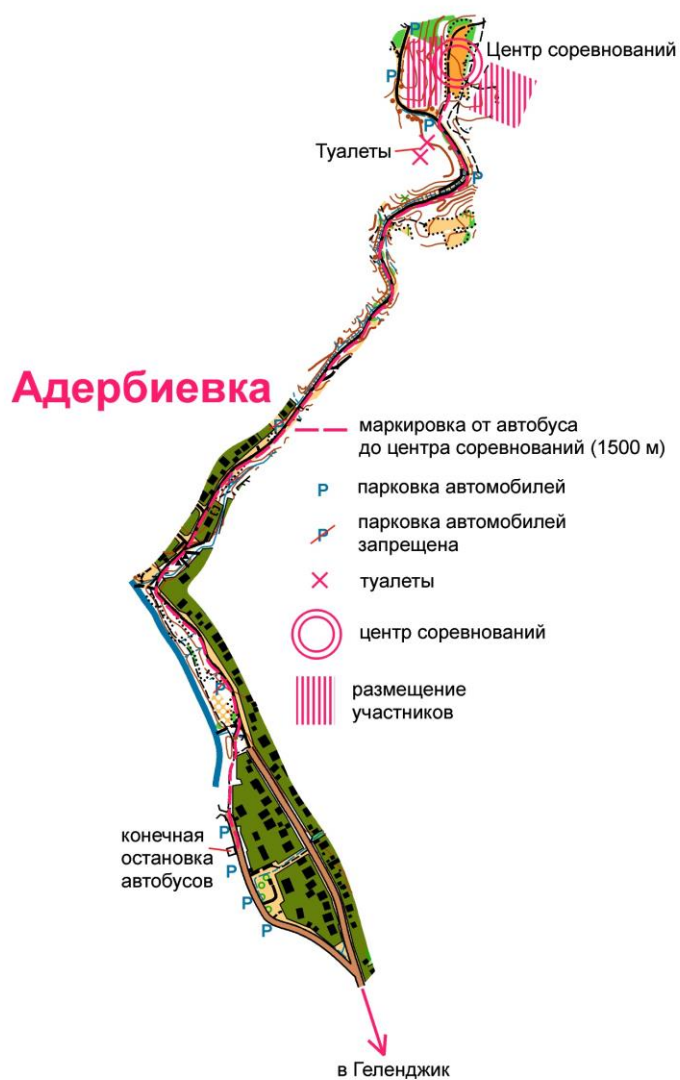 P
Центр соревнований
P
P
Туалеты
P
Адербиевка
P
маркировка от автобуса
до центра соревнований (1500 м)
P
парковка автомобилей
P
парковка автомобилей
запрещена
туалеты
центр соревнований
P
размещение
участников
P
конечная
остановка
автобусов
P
P
P
в Геленджик